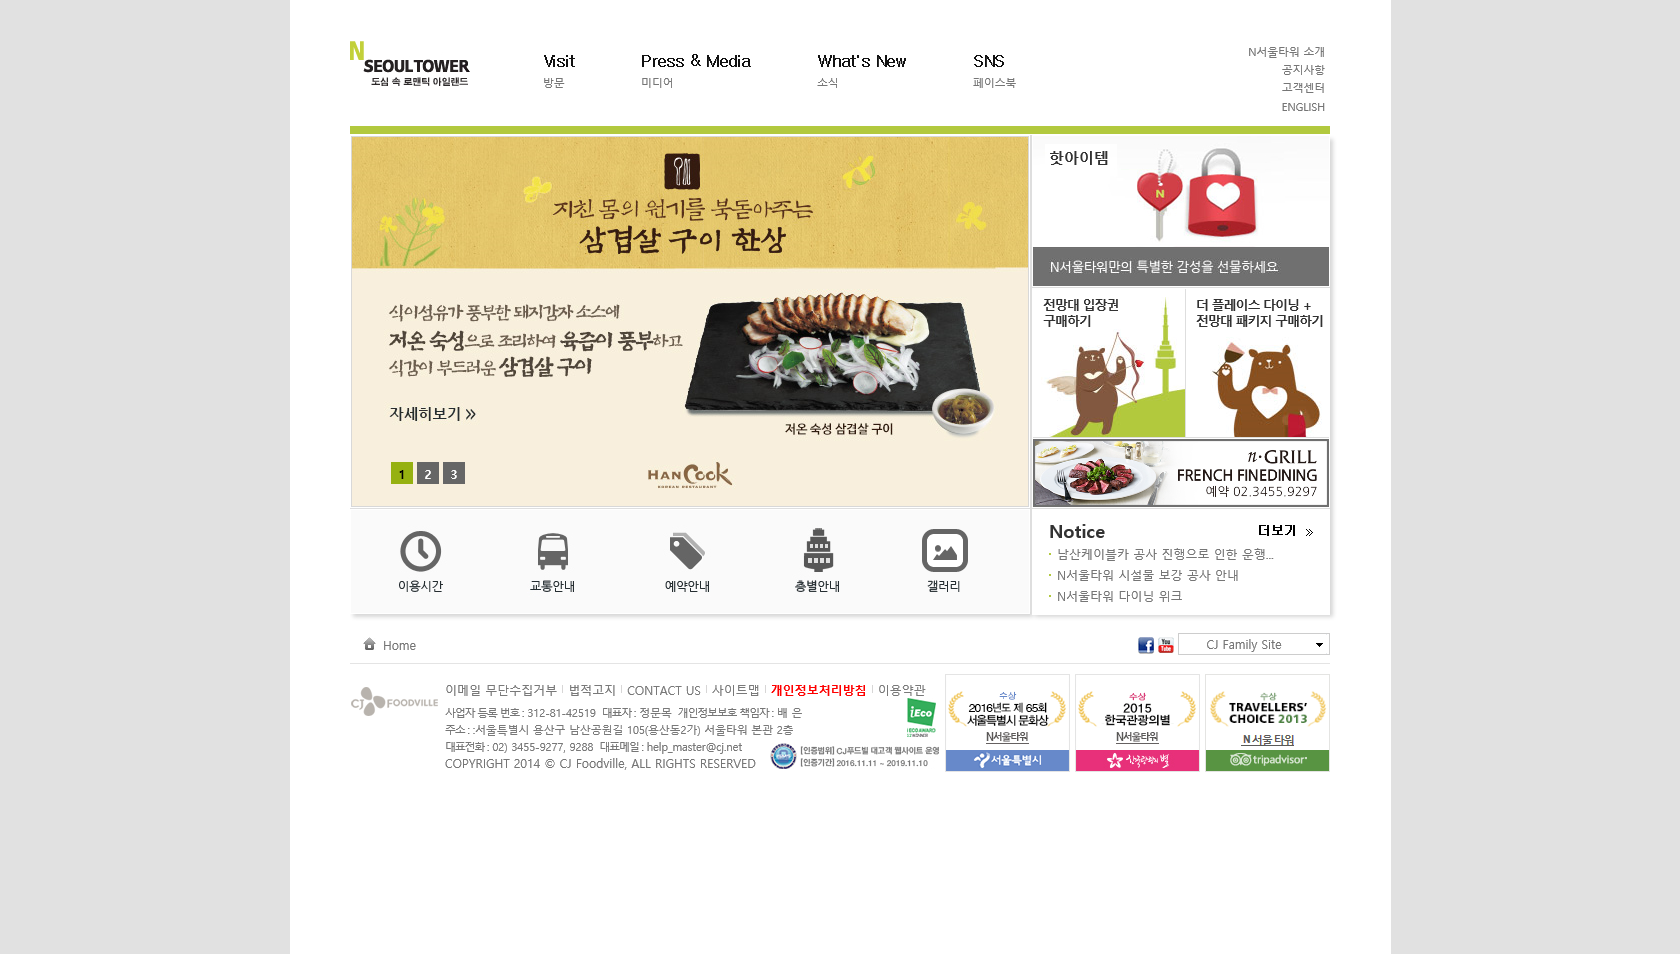 N
SEOULTOWER
도심 속 로맨틱 아일랜드
Visit
방문
Press & Media
미디어
What's New
소식
SNS
페이스북
N서울타워 소개
공지사항
고객센터
ENGLISH
지친 몸의 원기를 북돋아주는
삼겹살 구이 한상
식이섬유가 풍부한 돼지감자 소스에
저온 숙성으로 조리하여 육즙이 풍부하고
식감이 부드러운 삼겹살 구이
자세히보기 »
저온 숙성 삼겹살 구이
1 2 3
HANCOOK
KOREAN RESTAURANT
핫아이템
N
N서울타워만의 특별한 감성을 선물하세요
전망대 입장권
구매하기
더 플레이스 다이닝 +
전망대 패키지 구매하기
n·GRILL
FRENCH FINEDINING
예약 02.3455.9297
이용시간
교통안내
예약안내
층별안내
갤러리
Notice
더보기 »
남산케이블카 공사 진행으로 인한 운행...
N서울타워 시설물 보강 공사 안내
N서울타워 다이닝 위크
Home
f
You Tube
CJ Family Site
CJ FOODVILLE
이메일 무단수집거부 | 법적고지 | CONTACT US | 사이트맵 | 개인정보처리방침 | 이용약관
사업자 등록 번호 : 312-81-42519 대표자 : 정문목 개인정보보호 책임자 : 배 은
주소 : :서울특별시 용산구 남산공원길 105(용산동2가) 서울타워 본관 2층
대표전화 : 02) 3455-9277, 9288 대표메일 : help_master@cj.net
COPYRIGHT 2014 © CJ Foodville, ALL RIGHTS RESERVED
iEco
[인증범위] CJ푸드빌 대고객 웹사이트 운영
[인증기간] 2016.11.11 ~ 2019.11.10
수상
2016년도 제 65회
서울특별시 문화상
N서울타워
서울특별시
수상
2015
한국관광의별
N서울타워
한국관광의 별
수상
TRAVELLERS'
CHOICE 2013
N 서울 타워
tripadvisor